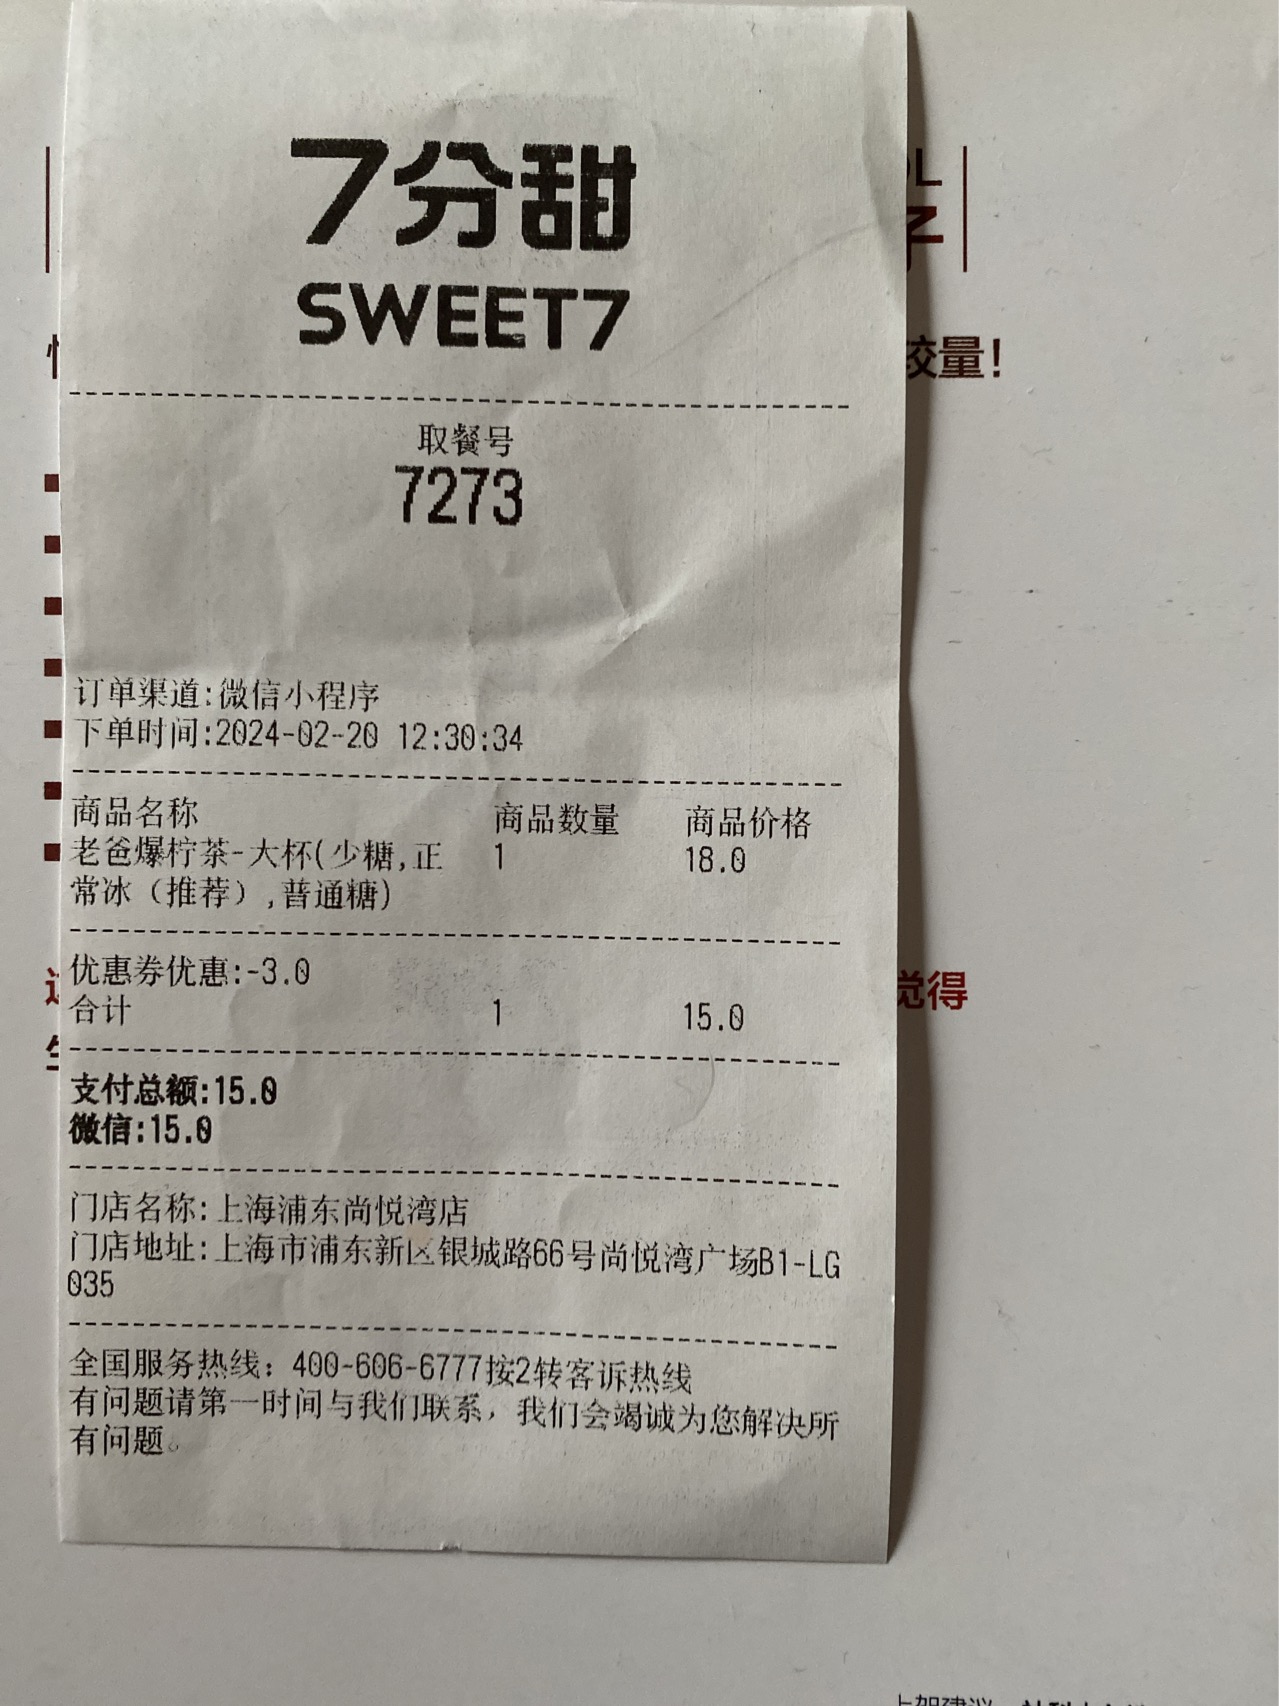 7分甜
SWEET7
取餐号
7273
订单渠道:微信小程序
下单时间:2024-02-20 12:30:34
商品名称 商品数量 商品价格
老爸爆柠茶-大杯(少糖,正 1 18.0
常冰（推荐）,普通糖)
优惠券优惠:-3.0
合计 1 15.0
支付总额:15.0
微信:15.0
门店名称:上海浦东尚悦湾店
门店地址:上海市浦东新区银城路66号尚悦湾广场B1-LG
035
全国服务热线：400-606-6777按2转客诉热线
有问题请第一时间与我们联系，我们会竭诚为您解决所
有问题。
量!
觉得